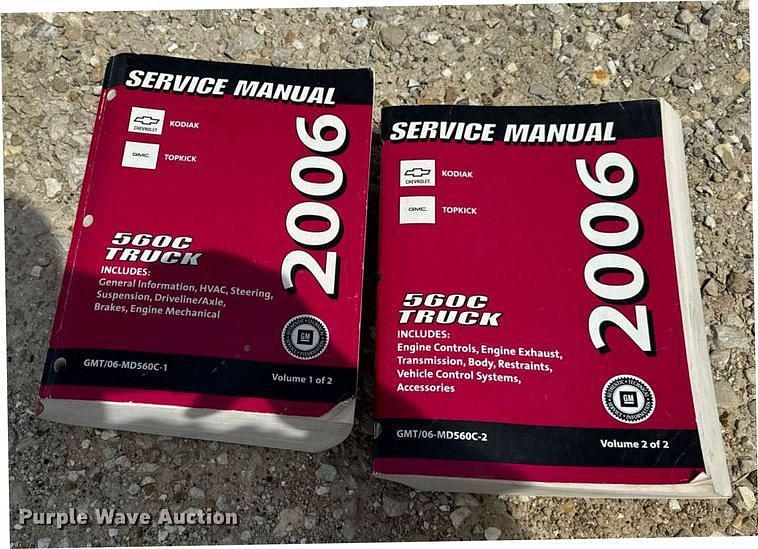 SERVICE MANUAL
CHEVROLET
KODIAK
GMC
TOPKICK
2006
560C
TRUCK
INCLUDES:
General Information, HVAC, Steering,
Suspension, Driveline/Axle,
Brakes, Engine Mechanical
GM
GMT/06-MD560C-1
Volume 1 of 2
SERVICE MANUAL
CHEVROLET
KODIAK
GMC
TOPKICK
2006
560C
TRUCK
INCLUDES:
Engine Controls, Engine Exhaust,
Transmission, Body, Restraints,
Vehicle Control Systems,
Accessories
GM
GMT/06-MD560C-2
Volume 2 of 2
Purple Wave Auction